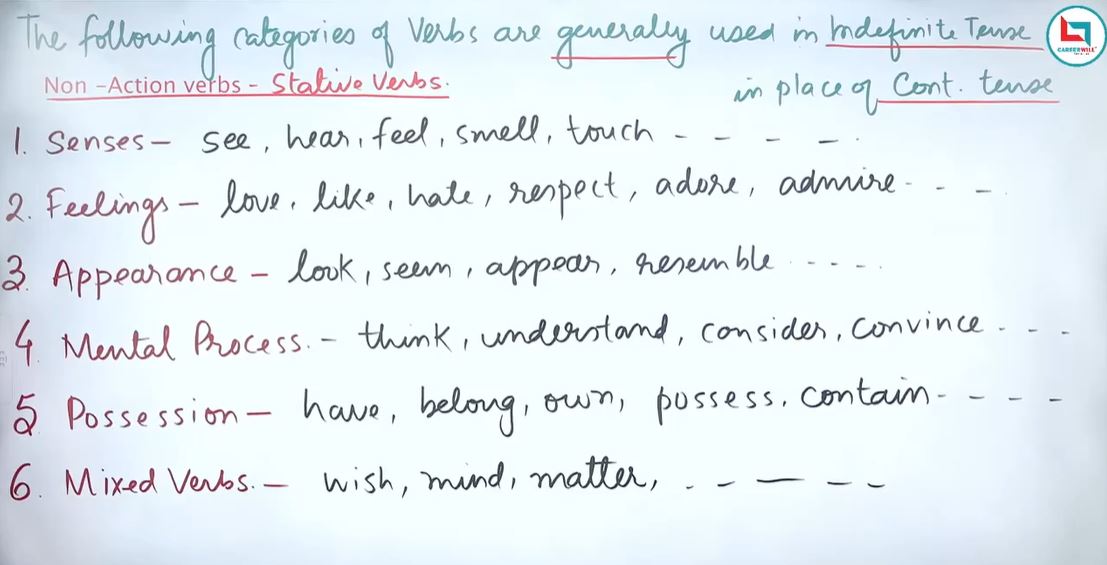 The following categories of Verbs are generally used in Indefinite Tense
in place of Cont. tense
Non -Action verbs - Stative Verbs.
1. Senses - see, hear, feel, smell, touch - - - - .
2. Feelings - love, like, hate, respect, adore, admire - - - .
3. Appearance - look, seem, appear, resemble - - - - .
4 Mental Process. - think, understand, consider, convince - - -
5 Possession - have, belong, own, possess, contain - - - -
6. Mixed Verbs. - wish, mind, matter, - - - - -
CAREERWILL